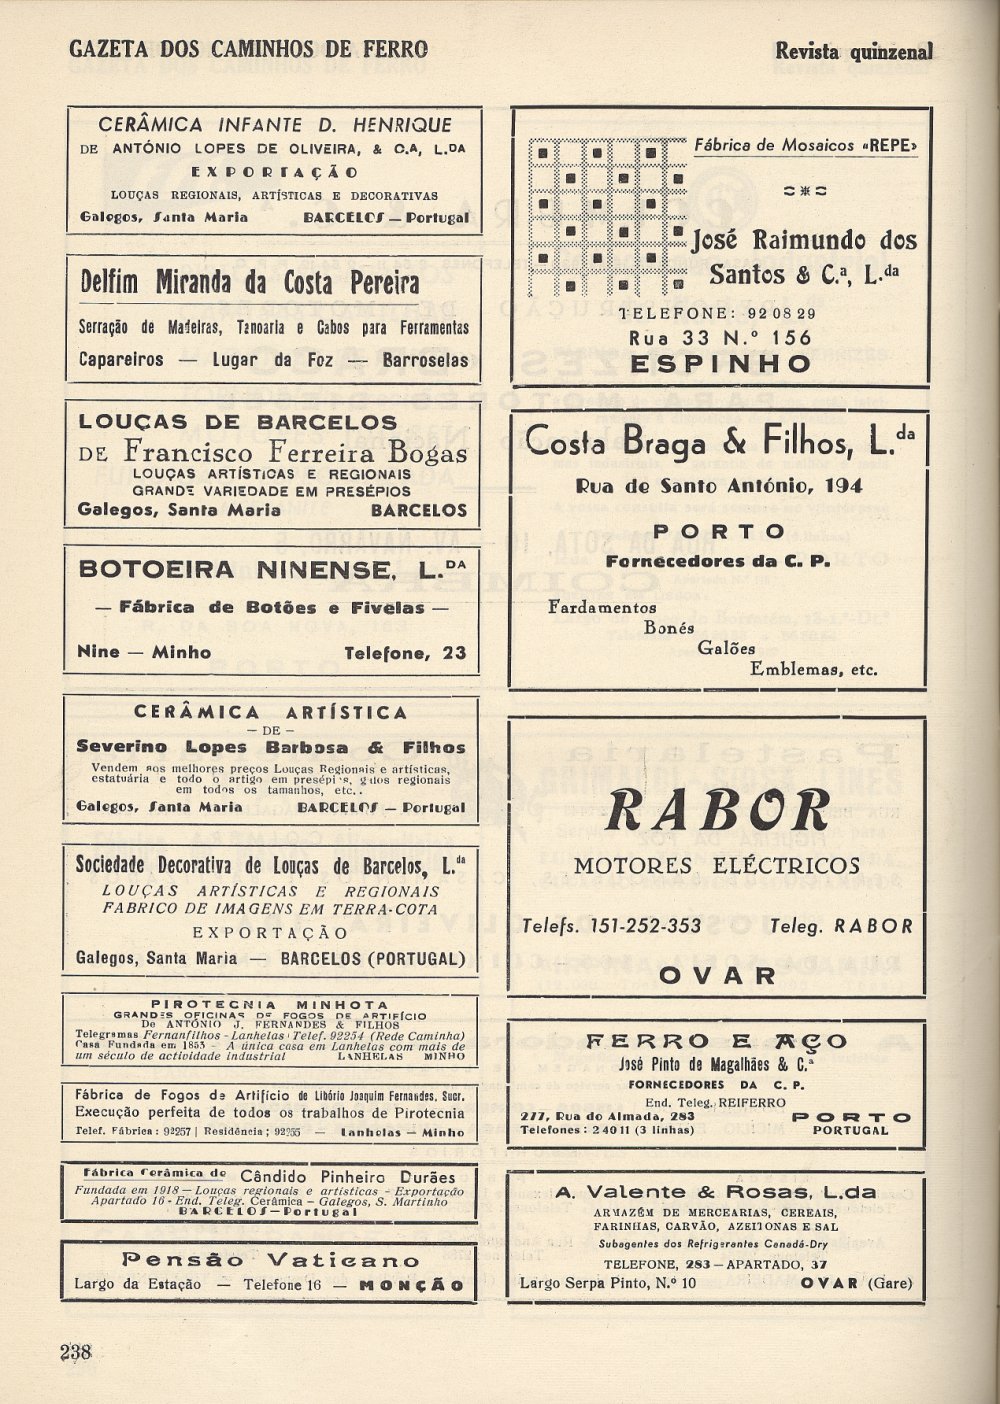 GAZETA DOS CAMINHOS DE FERRO
Revista quinzenal
CERÂMICA INFANTE D. HENRIQUE
DE ANTÓNIO LOPES DE OLIVEIRA, & C.A, L.DA
EXPORTAÇÃO
LOUÇAS REGIONAIS, ARTÍSTICAS E DECORATIVAS
Galegos, Santa Maria BARCELOS — Portugal
Delfim Miranda da Costa Pereira
Serração de Madeiras, Tanoaria e Cabos para Ferramentas
Capareiros — Lugar da Foz — Barroselas
LOUÇAS DE BARCELOS
DE Francisco Ferreira Bogas
LOUÇAS ARTÍSTICAS E REGIONAIS
GRANDE VARIEDADE EM PRESÉPIOS
Galegos, Santa Maria BARCELOS
BOTOEIRA NINENSE, L.DA
— Fábrica de Botões e Fivelas —
Nine — Minho Telefone, 23
CERÂMICA ARTÍSTICA
— DE —
Severino Lopes Barbosa & Filhos
Vendem aos melhores preços Louças Regionais e artísticas,
estatuária e todo o artigo em presépios, galos regionais
em todos os tamanhos, etc..
Galegos, Santa Maria BARCELOS — Portugal
Sociedade Decorativa de Louças de Barcelos, L.da
LOUÇAS ARTÍSTICAS E REGIONAIS
FABRICO DE IMAGENS EM TERRA-COTA
EXPORTAÇÃO
Galegos, Santa Maria — BARCELOS (PORTUGAL)
PIROTECNIA MINHOTA
GRANDES OFICINAS DE FOGOS DE ARTIFÍCIO
De ANTÓNIO J. FERNANDES & FILHOS
Telegramas Fernanfilhos - Lanhelas Telef. 92254 (Rede Caminha)
Casa Fundada em 1853 - A única casa em Lanhelas com mais de
um século de actividade industrial LANHELAS MINHO
Fábrica de Fogos de Artifício de Libório Joaquim Fernandes, Sucr.
Execução perfeita de todos os trabalhos de Pirotecnia
Telef. Fábrica: 92257 | Residência; — Lanhelas — Minho
Fábrica Cerâmica de Cândido Pinheiro Durães
Fundada em 1918 — Louças regionais e artísticas - Exportação
Apartado 16 - End. Teleg. Cerâmica — Galegos, S. Martinho
BARCELOS — Portugal
Pensão Vaticano
Largo da Estação — Telefone 16 — MONÇÃO
Fábrica de Mosaicos «REPE»
José Raimundo dos
Santos & C.a, L.da
TELEFONE: 92 08 29
Rua 33 N.º 156
ESPINHO
Costa Braga & Filhos, L.da
Rua de Santo António, 194
PORTO
Fornecedores da C. P.
Fardamentos
Bonés
Galões
Emblemas, etc.
RABOR
MOTORES ELÉCTRICOS
Telefs. 151-252-353 Teleg. RABOR
OVAR
FERRO E AÇO
José Pinto de Magalhães & C.a
FORNECEDORES DA C. P.
End. Teleg. REIFERRO
277, Rua do Almada, 283 PORTO
Telefones: 2 40 11 (3 linhas) PORTUGAL
A. Valente & Rosas, L.da
ARMAZÉM DE MERCEARIAS, CEREAIS,
FARINHAS, CARVÃO, AZEITONAS E SAL
Subagentes dos Refrigerantes Canadá-Dry
TELEFONE, 283 — APARTADO, 37
Largo Serpa Pinto, N.º 10 OVAR (Gare)
238